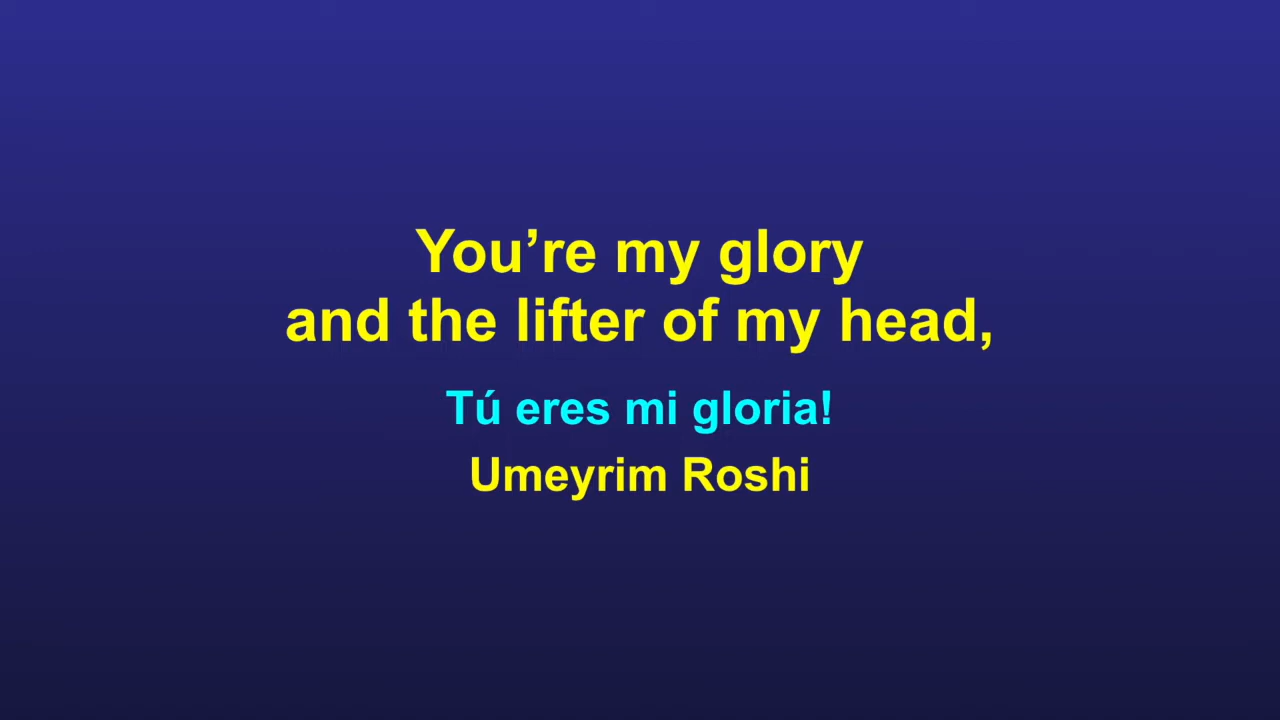 You’re my glory
and the lifter of my head,
Tú eres mi gloria!
Umeyrim Roshi